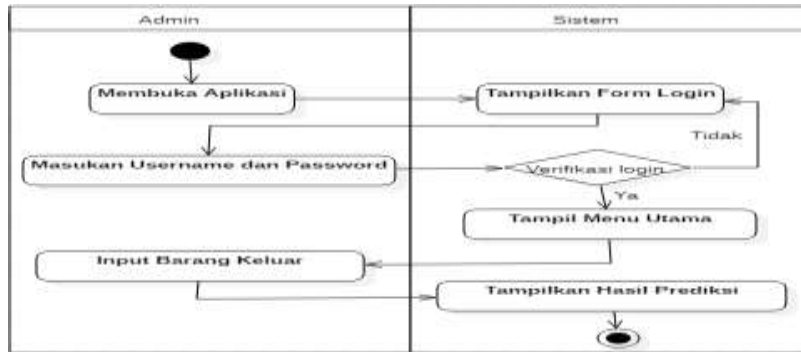 Admin
Sistem
Membuka Aplikasi
Tampilkan Form Login
Tidak
Masukan Username dan Password
Verifikasi login
Ya
Tampil Menu Utama
Input Barang Keluar
Tampilkan Hasil Prediksi